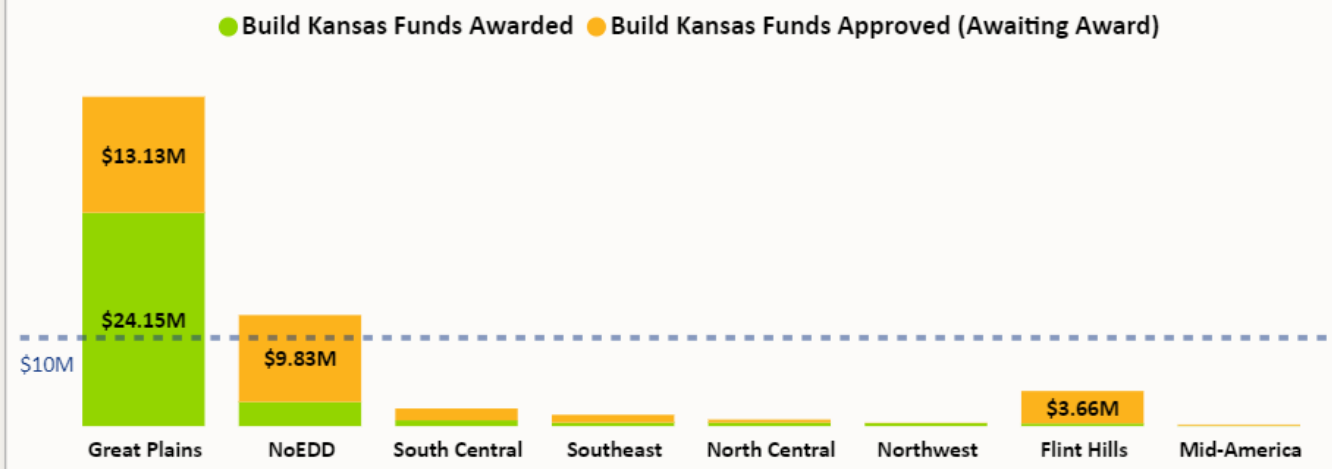 Build Kansas Funds Awarded Build Kansas Funds Approved (Awaiting Award)
$13.13M
$24.15M
$10M
$9.83M
$3.66M
Great Plains NoEDD South Central Southeast North Central Northwest Flint Hills Mid-America